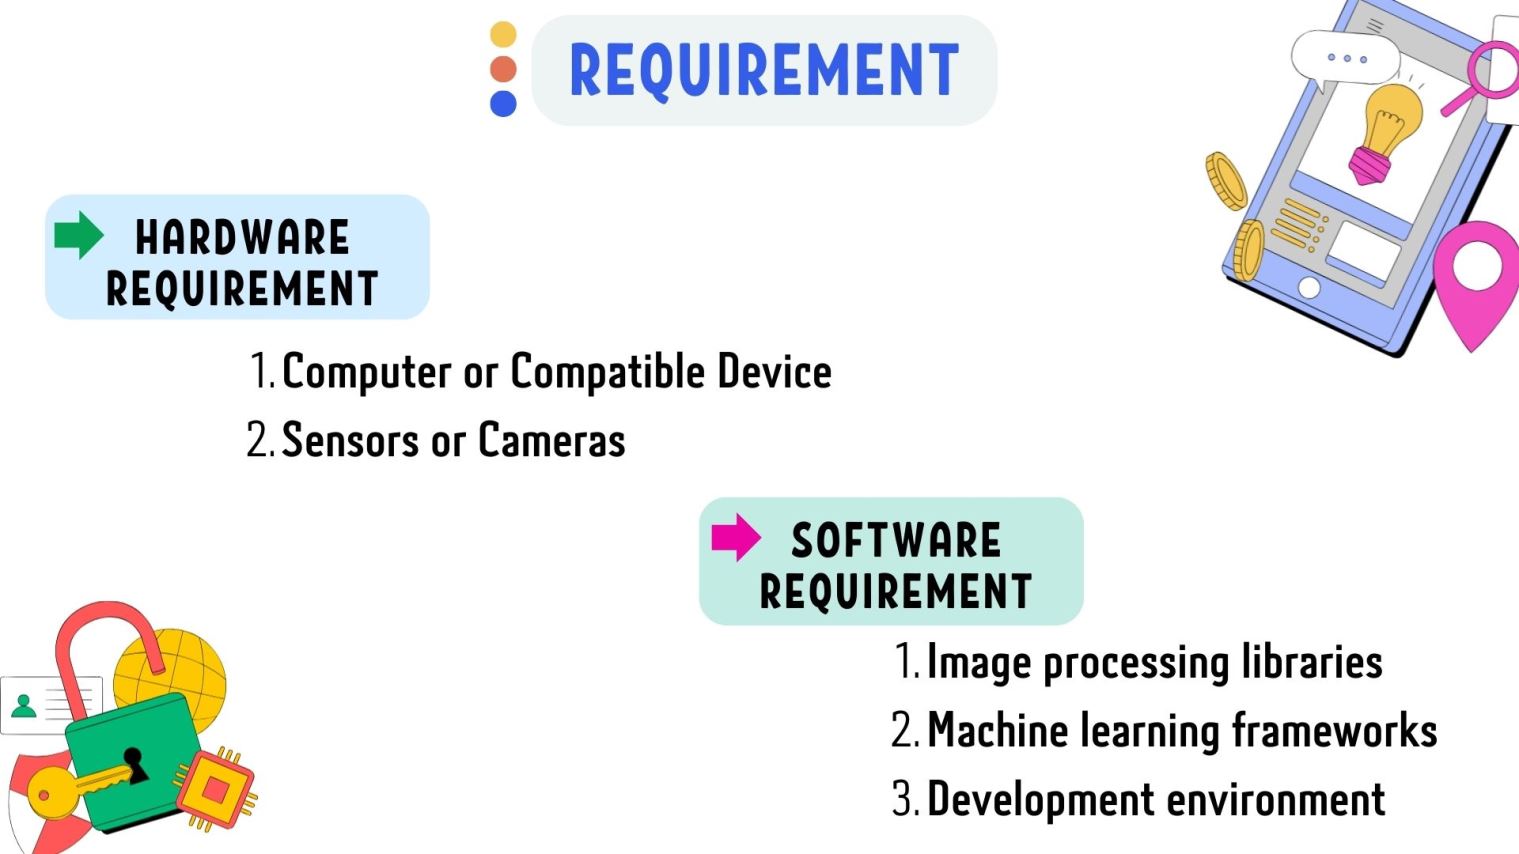 REQUIREMENT
HARDWARE
REQUIREMENT
1. Computer or Compatible Device
2. Sensors or Cameras
SOFTWARE
REQUIREMENT
1. Image processing libraries
2. Machine learning frameworks
3. Development environment